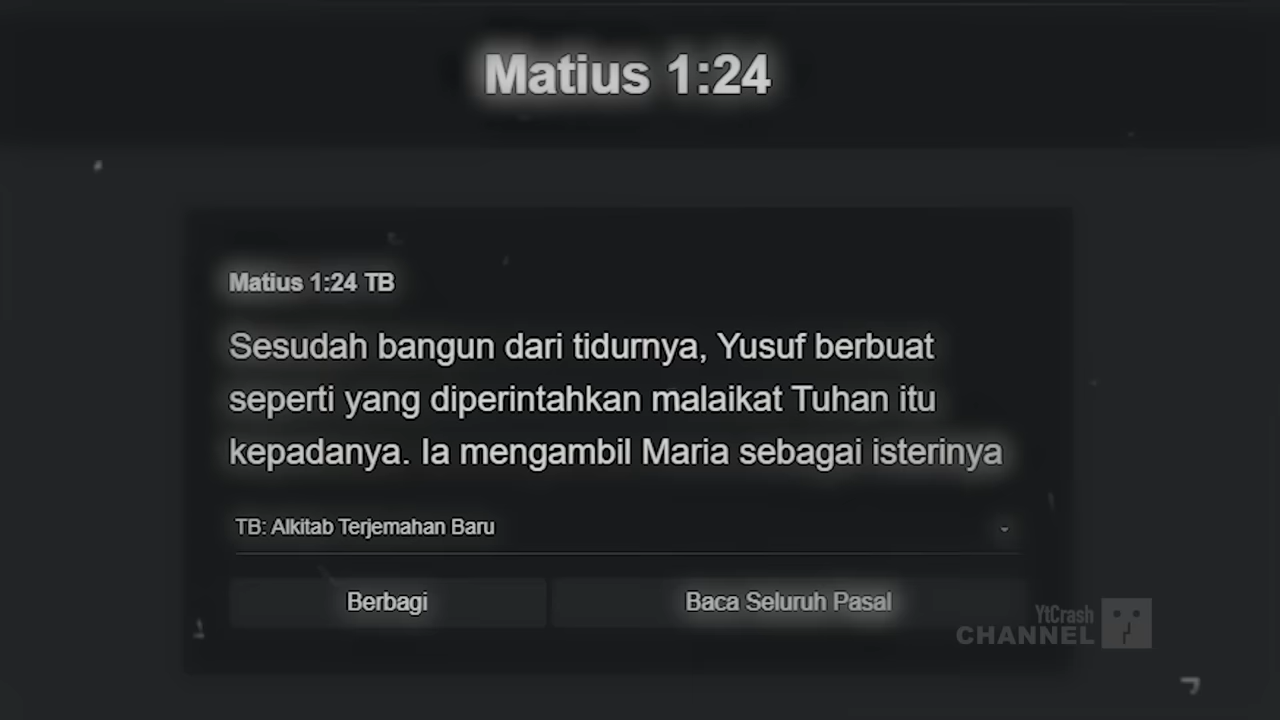 Matius 1:24
Matius 1:24 TB
Sesudah bangun dari tidurnya, Yusuf berbuat
seperti yang diperintahkan malaikat Tuhan itu
kepadanya. Ia mengambil Maria sebagai isterinya
TB: Alkitab Terjemahan Baru
Berbagi
Baca Seluruh Pasal
YtCrash
CHANNEL